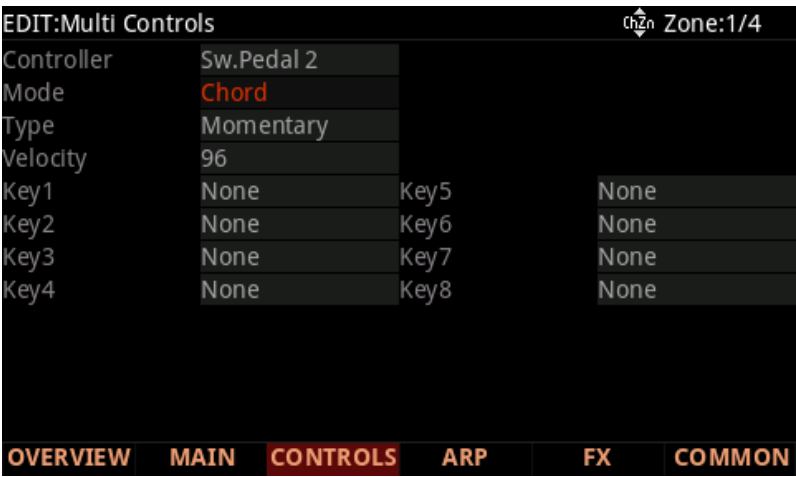 EDIT:Multi Controls ChZn Zone:1/4
Controller Sw.Pedal 2
Mode Chord
Type Momentary
Velocity 96
Key1 None Key5 None
Key2 None Key6 None
Key3 None Key7 None
Key4 None Key8 None
OVERVIEW MAIN CONTROLS ARP FX COMMON